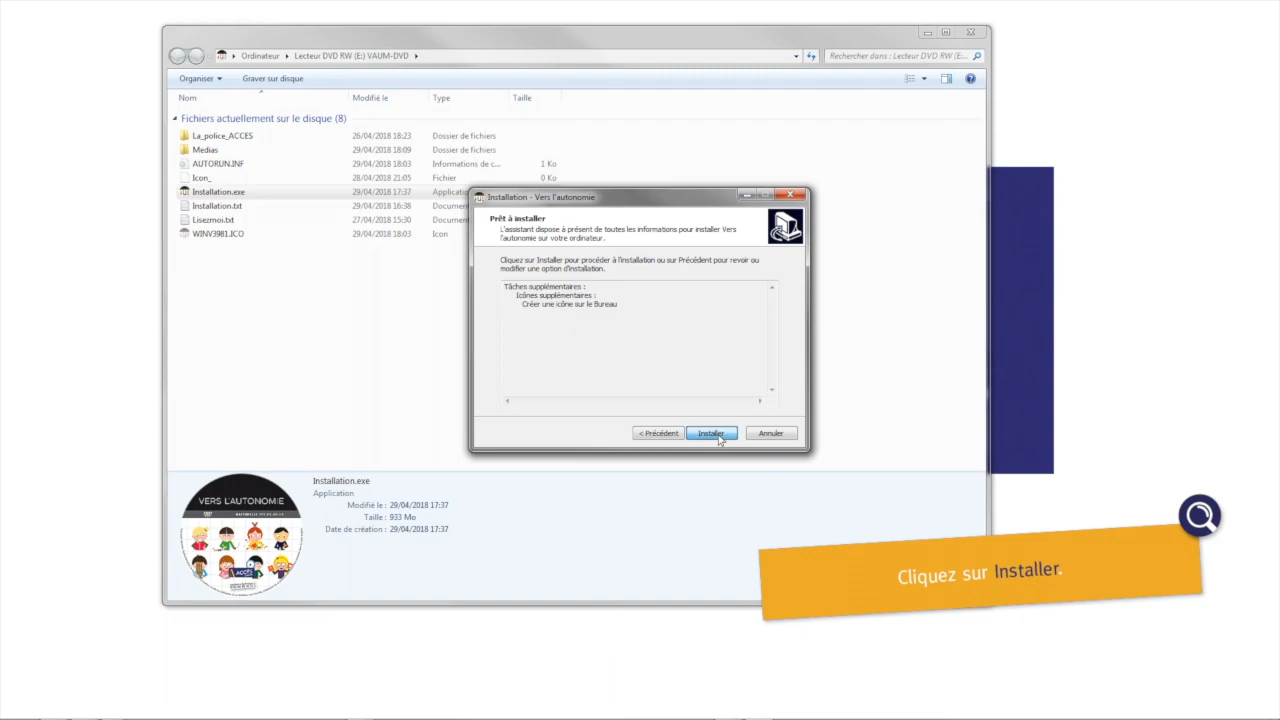 Ordinateur
Lecteur DVD RW (E:) VAUM-DVD
Rechercher dans : Lecteur DVD RW (E:...
Organiser
Graver sur disque
Nom
Modifié le
Type
Taille
Fichiers actuellement sur le disque (8)
La_police_ACCES 26/04/2018 18:23 Dossier de fichiers
Medias 29/04/2018 18:09 Dossier de fichiers
AUTORUN.INF 29/04/2018 18:03 Informations de c... 1 Ko
Icon_ 28/04/2018 21:05 Fichier 0 Ko
Installation.exe 29/04/2018 17:37 Applicatio
Installation.txt 29/04/2018 16:38 Documen
Lisezmoi.txt 27/04/2018 15:30 Documen
WINV3981.ICO 29/04/2018 18:03 Icon
Installation - Vers l'autonomie
Prêt à installer
L'assistant dispose à présent de toutes les informations pour installer Vers
l'autonomie sur votre ordinateur.
Cliquez sur Installer pour procéder à l'installation ou sur Précédent pour revoir ou
modifier une option d'installation.
Tâches supplémentaires :
Icônes supplémentaires :
Créer une icône sur le Bureau
< Précédent
Installer
Annuler
VERS L'AUTONOMIE
ACCÈS
Installation.exe
Application
Modifié le : 29/04/2018 17:37
Taille : 933 Mo
Date de création : 29/04/2018 17:37
Cliquez sur Installer.